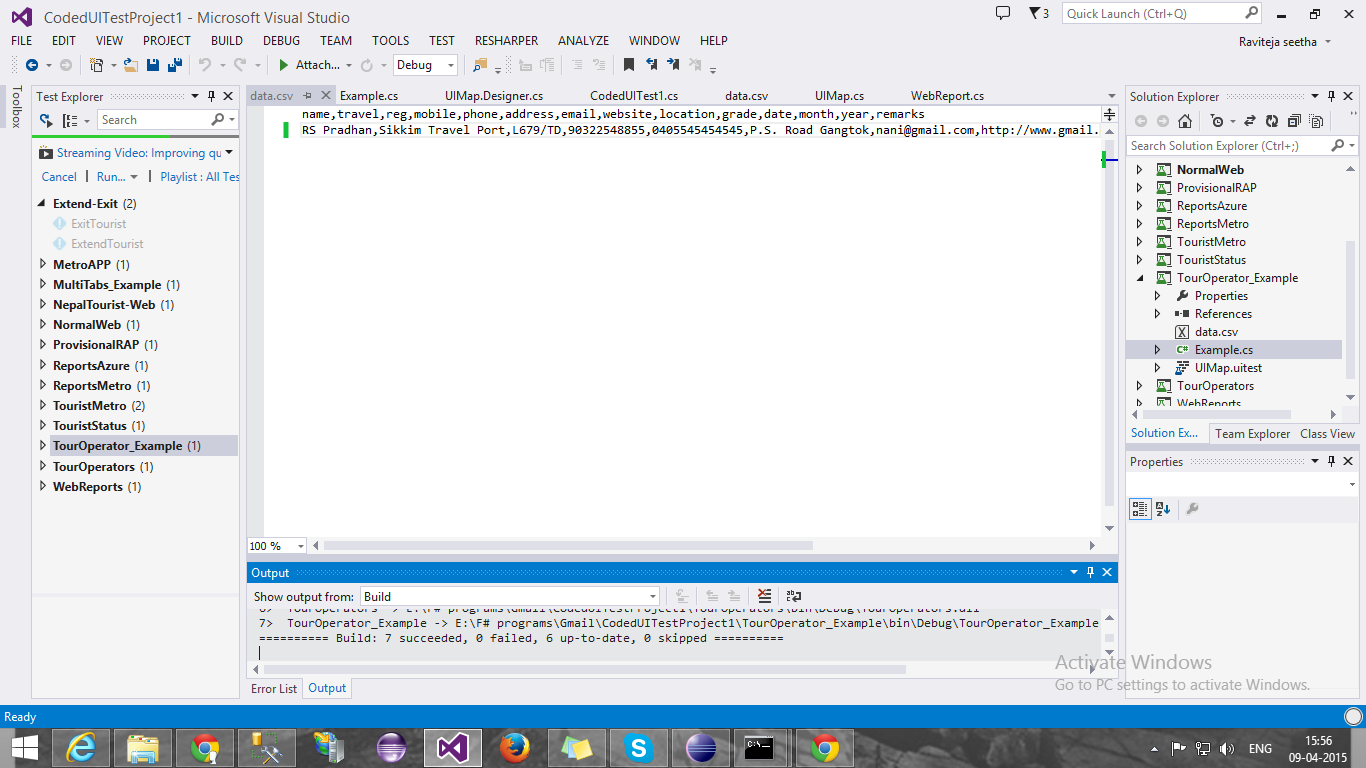 CodedUITestProject1 - Microsoft Visual Studio
3
Quick Launch (Ctrl+Q)
FILE EDIT VIEW PROJECT BUILD DEBUG TEAM TOOLS TEST RESHARPER ANALYZE WINDOW HELP
Raviteja seetha
Attach... Debug
Toolbox
Test Explorer
Search
Streaming Video: Improving qu
Cancel Run... Playlist : All Tes
Extend-Exit (2)
ExitTourist
ExtendTourist
MetroAPP (1)
MultiTabs_Example (1)
NepalTourist-Web (1)
NormalWeb (1)
ProvisionalRAP (1)
ReportsAzure (1)
ReportsMetro (1)
TouristMetro (2)
TouristStatus (1)
TourOperator_Example (1)
TourOperators (1)
WebReports (1)
data.csv Example.cs UIMap.Designer.cs CodedUITest1.cs data.csv UIMap.cs WebReport.cs
name,travel,reg,mobile,phone,address,email,website,location,grade,date,month,year,remarks
RS Pradhan,Sikkim Travel Port,L679/TD,90322548855,0405545454545,P.S. Road Gangtok,nani@gmail.com,http://www.gmail.
100 %
Output
Show output from: Build
6> TourOperators -> E:\F# programs\Gmail\CodedUITestProject1\TourOperators\bin\Debug\TourOperators.dll
7> TourOperator_Example -> E:\F# programs\Gmail\CodedUITestProject1\TourOperator_Example\bin\Debug\TourOperator_Example
========== Build: 7 succeeded, 0 failed, 6 up-to-date, 0 skipped ==========
Error List Output
Solution Explorer
Search Solution Explorer (Ctrl+;)
NormalWeb
ProvisionalRAP
ReportsAzure
ReportsMetro
TouristMetro
TouristStatus
TourOperator_Example
Properties
References
data.csv
Example.cs
UIMap.uitest
TourOperators
WebReports
Solution Ex... Team Explorer Class View
Properties
Activate Windows
Go to PC settings to activate Windows.
Ready
ENG
15:56
09-04-2015